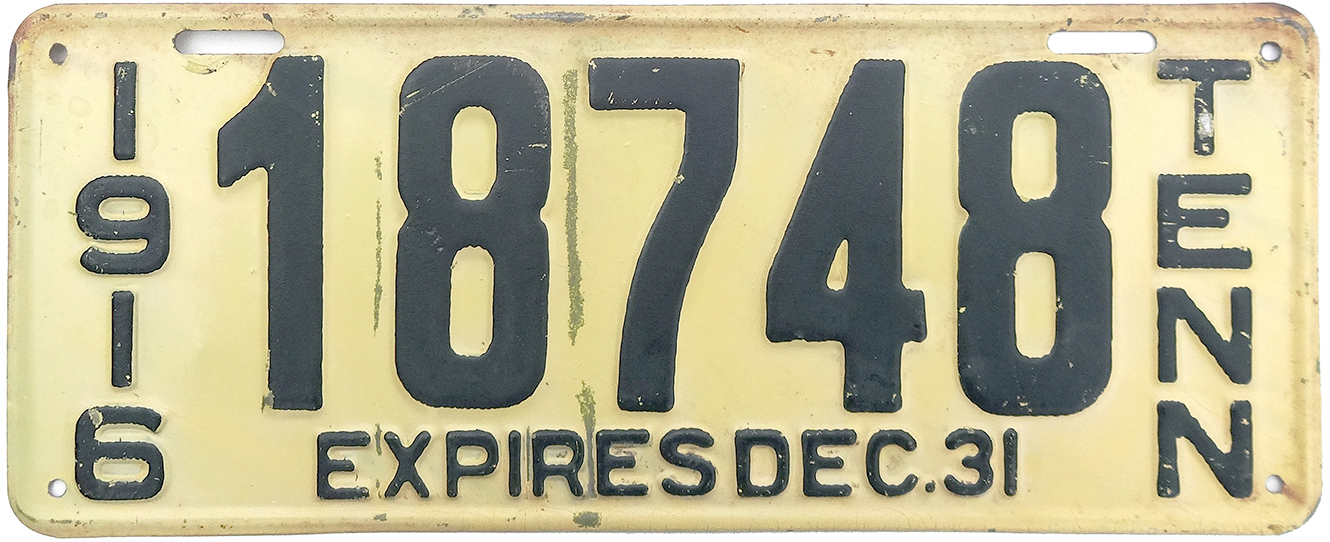 1916
18748
TENN
EXPIRES DEC. 31